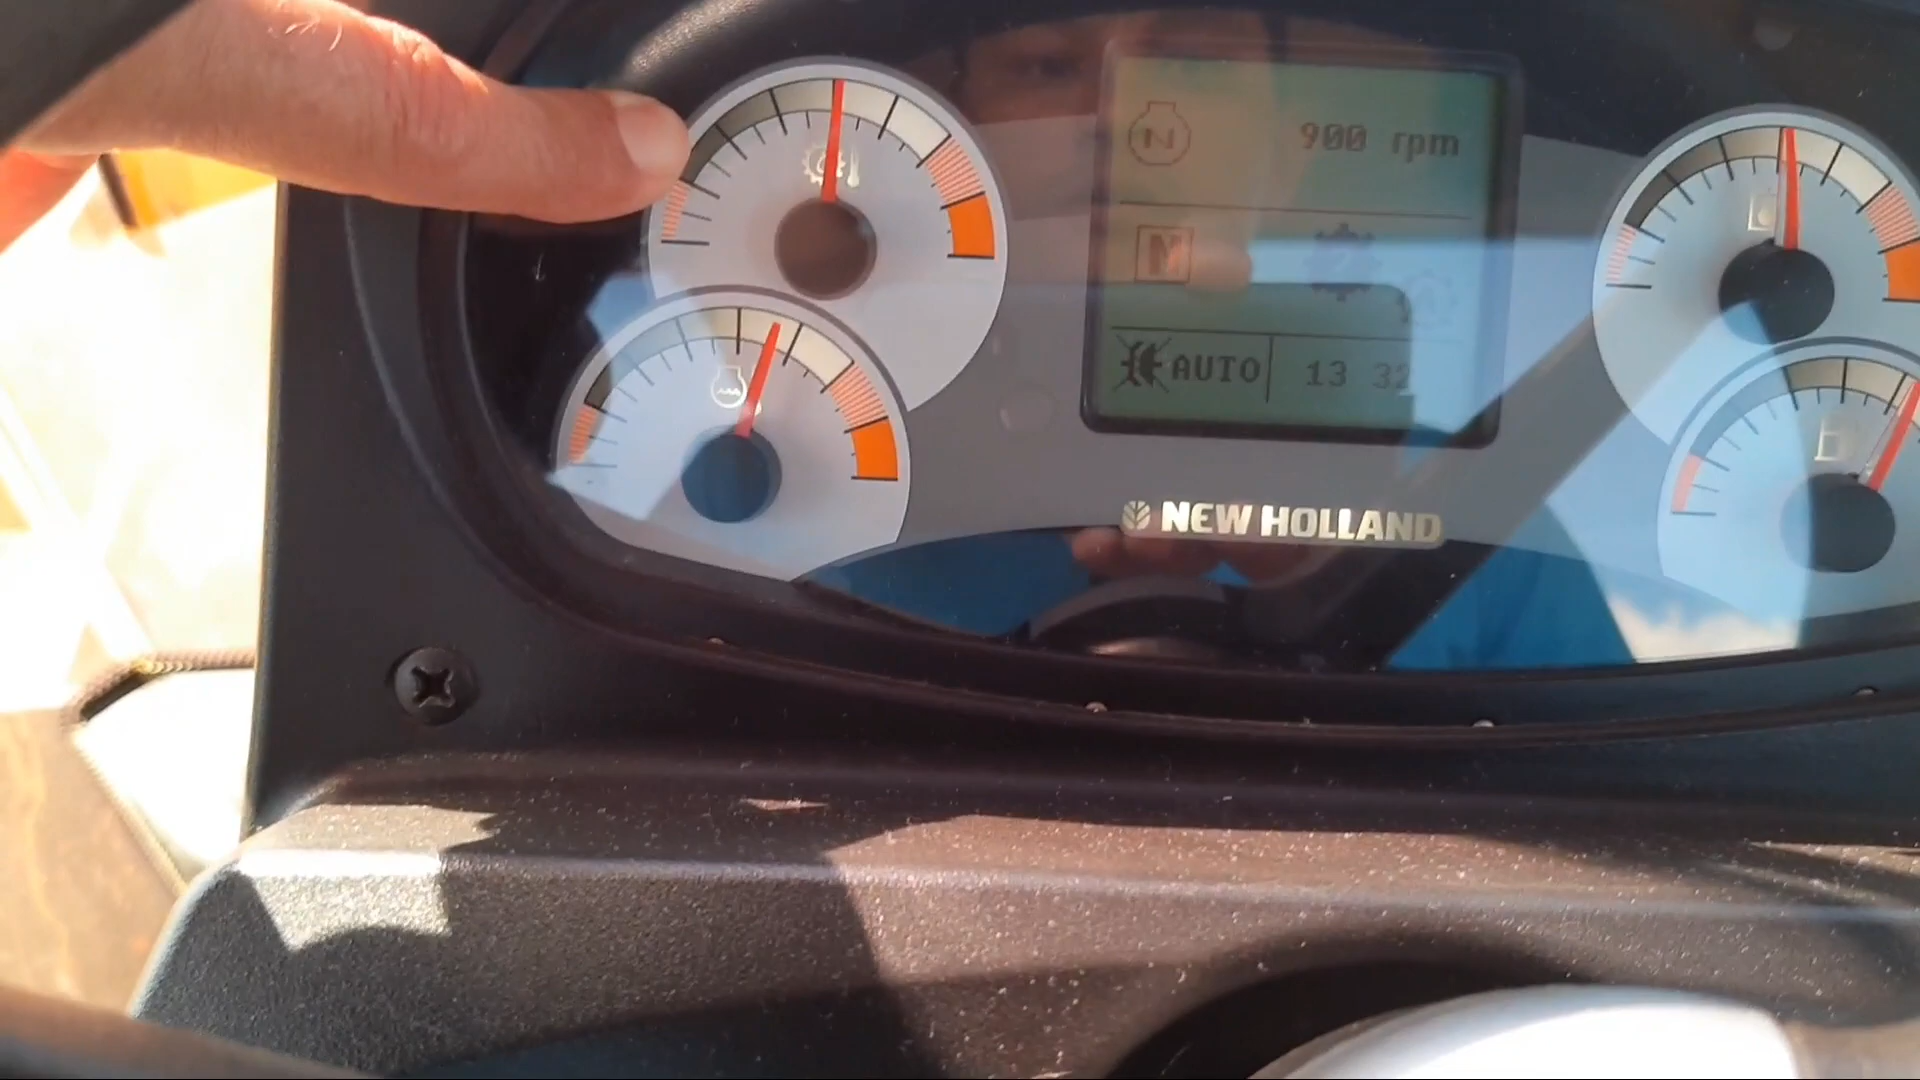 900 rpm
N
N
AUTO
13 32
NEW HOLLAND